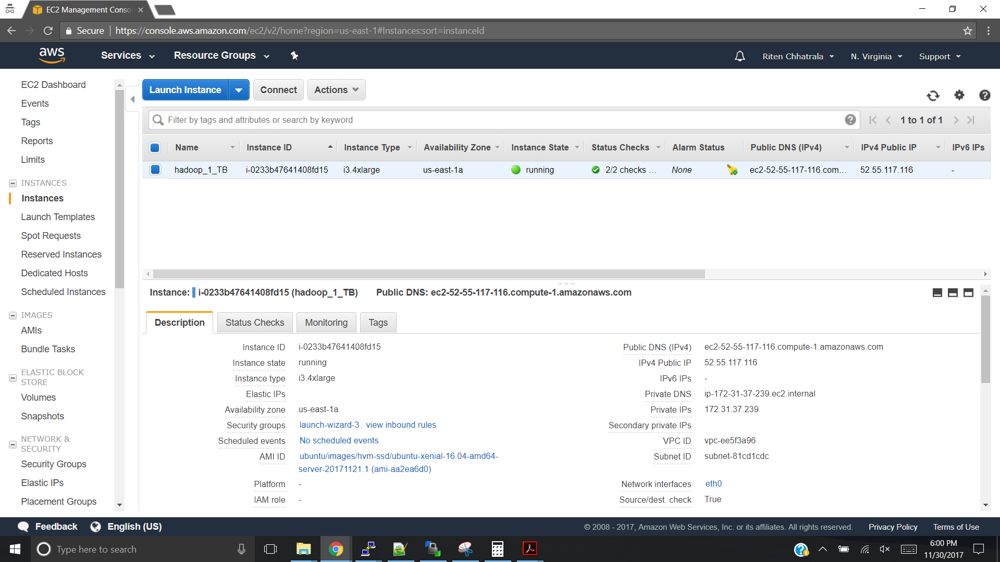 EC2 Management Conso
Secure
https://console.aws.amazon.com/ec2/v2/home?region=us-east-1#Instances:sort=instanceId
aws
Services
Resource Groups
Riten Chhatrala
N. Virginia
Support
EC2 Dashboard
Events
Tags
Reports
Limits
INSTANCES
Instances
Launch Templates
Spot Requests
Reserved Instances
Dedicated Hosts
Scheduled Instances
IMAGES
AMIs
Bundle Tasks
ELASTIC BLOCK
STORE
Volumes
Snapshots
NETWORK &
SECURITY
Security Groups
Elastic IPs
Placement Groups
Launch Instance
Connect
Actions
Filter by tags and attributes or search by keyword
1 to 1 of 1
Name Instance ID Instance Type Availability Zone Instance State Status Checks Alarm Status Public DNS (IPv4) IPv4 Public IP IPv6 IPs
hadoop_1_TB i-0233b47641408fd15 i3.4xlarge us-east-1a running 2/2 checks ... None ec2-52-55-117-116.com... 52.55.117.116 -
Instance: i-0233b47641408fd15 (hadoop_1_TB) Public DNS: ec2-52-55-117-116.compute-1.amazonaws.com
Description Status Checks Monitoring Tags
Instance ID i-0233b47641408fd15
Instance state running
Instance type i3.4xlarge
Elastic IPs
Availability zone us-east-1a
Security groups launch-wizard-3. view inbound rules
Scheduled events No scheduled events
AMI ID ubuntu/images/hvm-ssd/ubuntu-xenial-16.04-amd64-
server-20171121.1 (ami-aa2ea6d0)
Platform -
IAM role -
Public DNS (IPv4) ec2-52-55-117-116.compute-1.amazonaws.com
IPv4 Public IP 52.55.117.116
IPv6 IPs -
Private DNS ip-172-31-37-239.ec2.internal
Private IPs 172.31.37.239
Secondary private IPs
VPC ID vpc-ee5f3a96
Subnet ID subnet-81cd1cdc
Network interfaces eth0
Source/dest. check True
Feedback
English (US)
© 2008 - 2017, Amazon Web Services, Inc. or its affiliates. All rights reserved.
Privacy Policy
Terms of Use
Type here to search
6:00 PM
11/30/2017